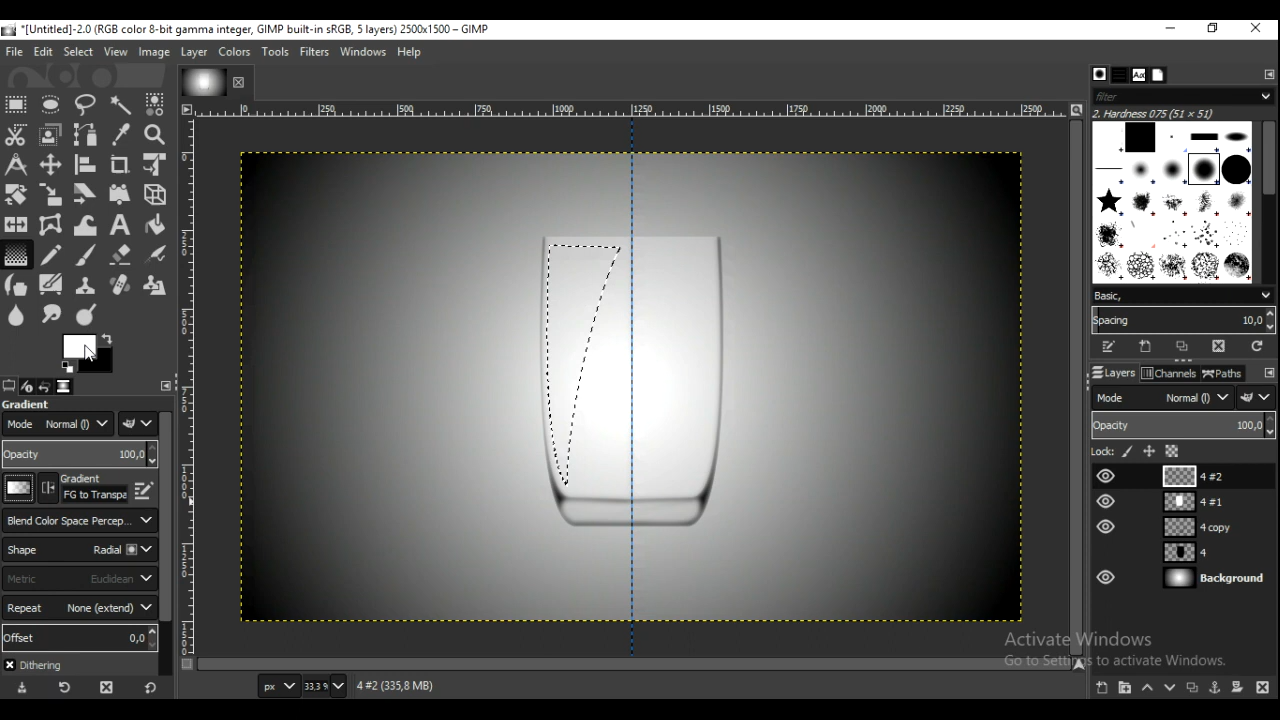 *[Untitled]-2.0 (RGB color 8-bit gamma integer, GIMP built-in sRGB, 5 layers) 2500x1500 – GIMP
File Edit Select View Image Layer Colors Tools Filters Windows Help
0 250 500 750 1000 1250 1500 1750 2000 2250 2500
filter
2. Hardness 075 (51 × 51)
Basic,
Spacing 10,0
Layers Channels Paths
Mode Normal (l)
Opacity 100,0
Lock:
4 #2
4 #1
4 copy
4
Background
Gradient
Mode Normal (l)
Opacity 100,0
Gradient
FG to Transpa
Blend Color Space Percep...
Shape Radial
Metric Euclidean
Repeat None (extend)
Offset 0,0
Dithering
px 33,3 % 4 #2 (335,8 MB)
Activate Windows
Go to Settings to activate Windows.